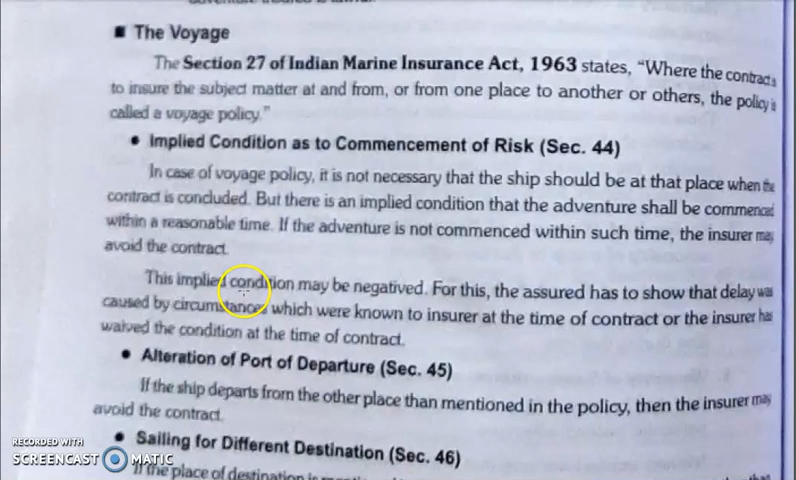 ■ The Voyage
The Section 27 of Indian Marine Insurance Act, 1963 states, “Where the contract is
to insure the subject matter at and from, or from one place to another or others, the policy is
called a voyage policy.”
• Implied Condition as to Commencement of Risk (Sec. 44)
In case of voyage policy, it is not necessary that the ship should be at that place when the
contract is concluded. But there is an implied condition that the adventure shall be commenced
within a reasonable time. If the adventure is not commenced within such time, the insurer may
avoid the contract.
This implied condition may be negatived. For this, the assured has to show that delay was
caused by circumstances which were known to insurer at the time of contract or the insurer has
waived the condition at the time of contract.
• Alteration of Port of Departure (Sec. 45)
If the ship departs from the other place than mentioned in the policy, then the insurer may
avoid the contract.
• Sailing for Different Destination (Sec. 46)
If the place of destination is
RECORDED WITH
SCREENCAST MATIC